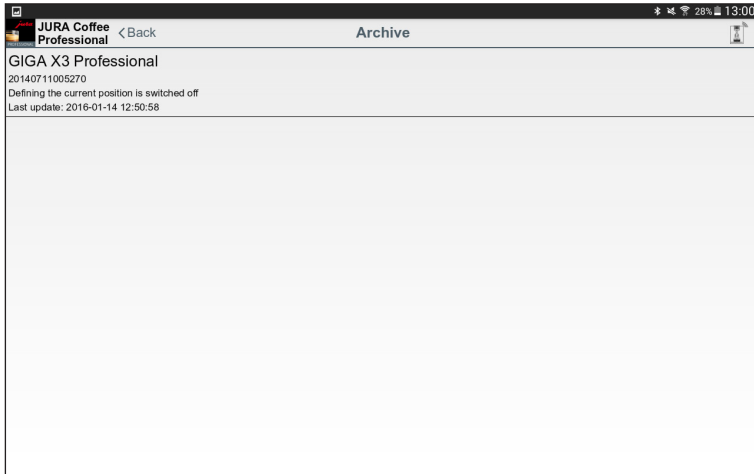 28% 13:00
JURA Coffee
Professional
Back
Archive
GIGA X3 Professional
20140711005270
Defining the current position is switched off
Last update: 2016-01-14 12:50:58